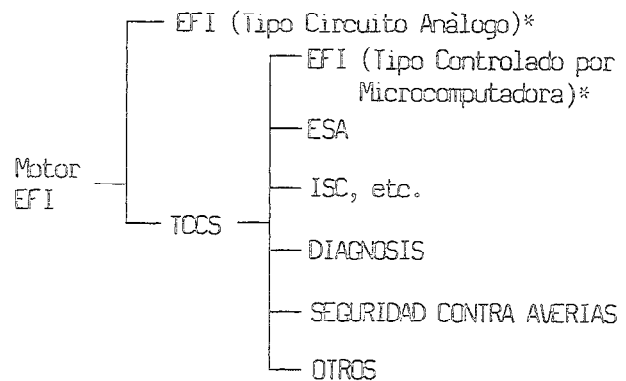 EFI (Tipo Circuito Análogo)*
EFI (Tipo Controlado por
Microcomputadora)*
ESA
Motor
EFI
ISC, etc.
TCCS
DIAGNOSIS
SEGURIDAD CONTRA AVERIAS
OTROS